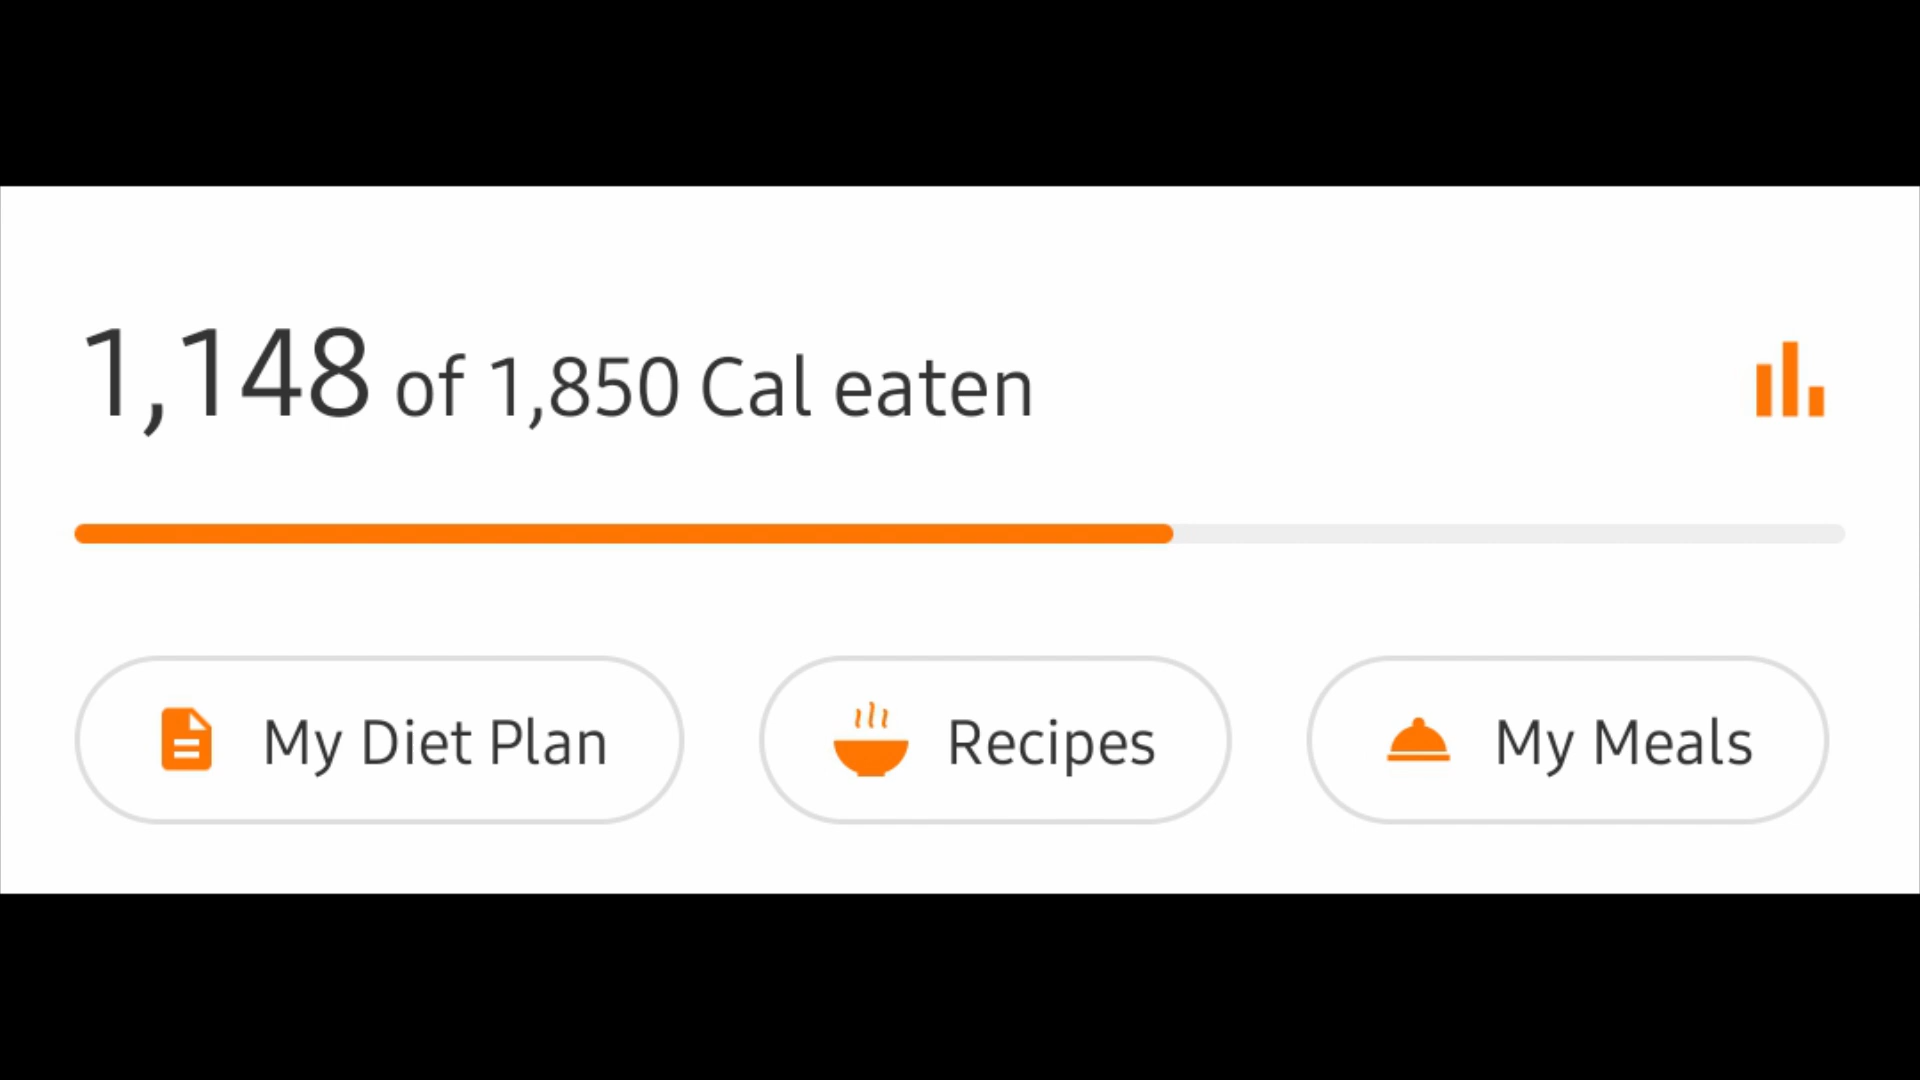 1,148 of 1,850 Cal eaten
My Diet Plan
Recipes
My Meals